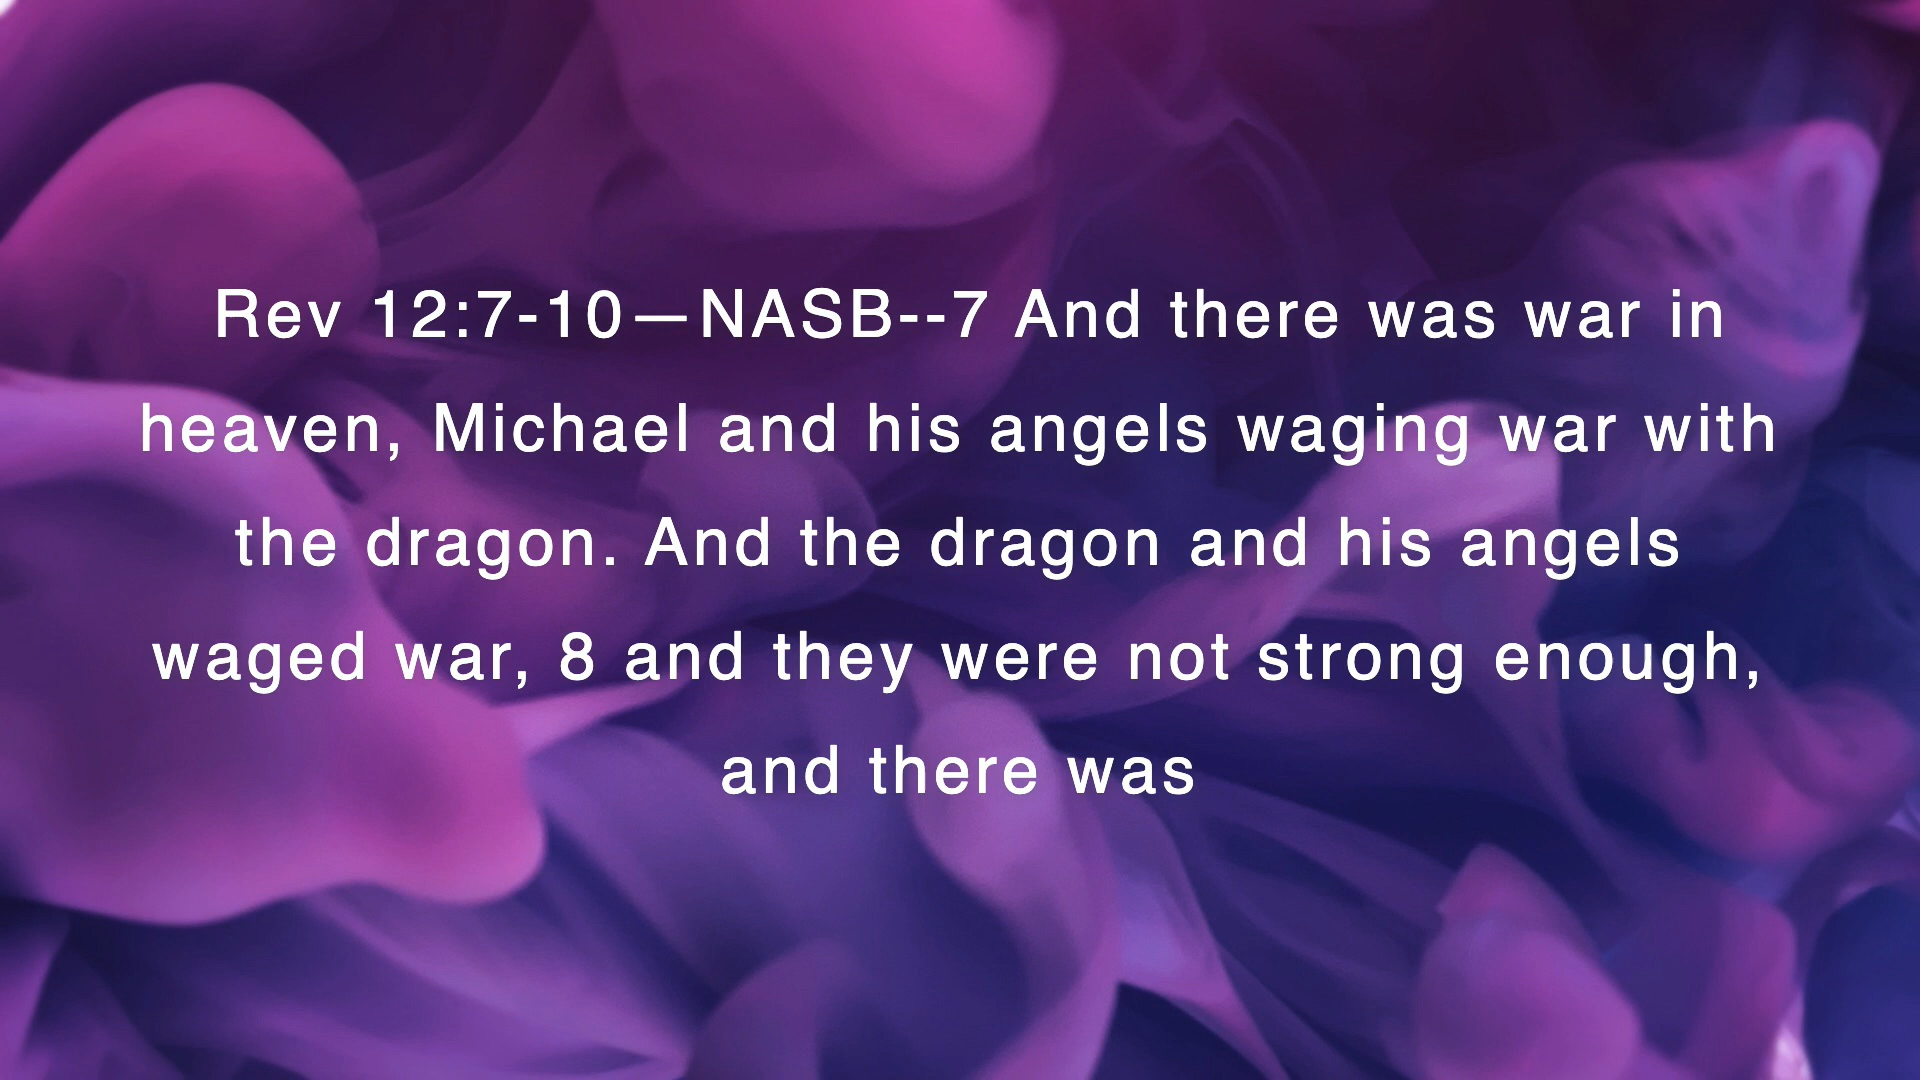 Rev 12:7-10—NASB--7 And there was war in
heaven, Michael and his angels waging war with
the dragon. And the dragon and his angels
waged war, 8 and they were not strong enough,
and there was